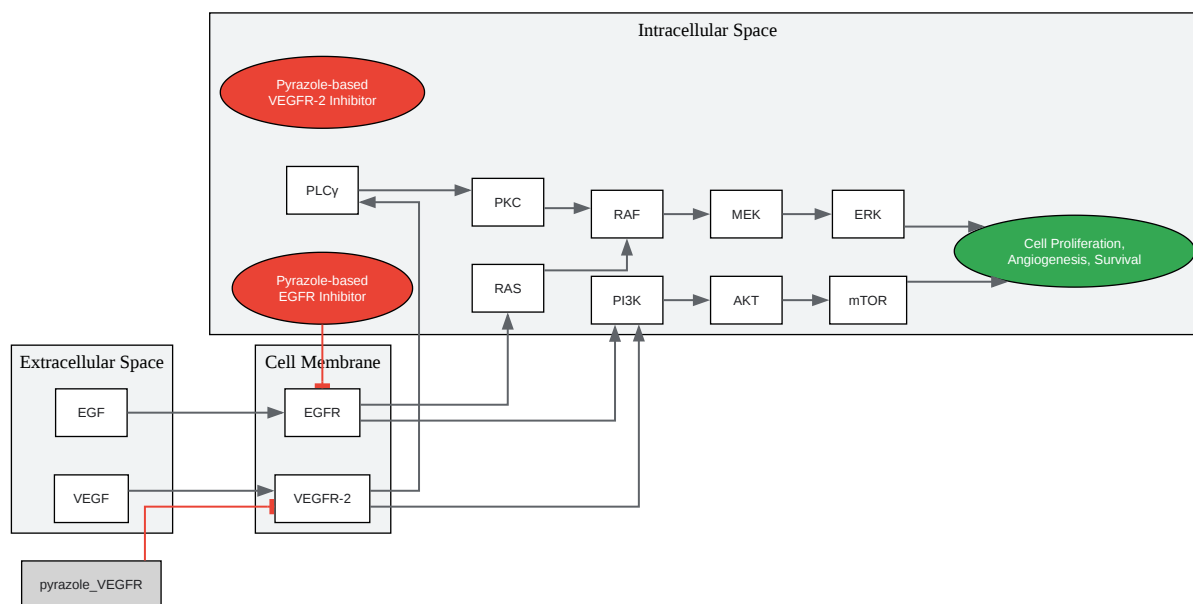 Intracellular Space
Pyrazole-based
VEGFR-2 Inhibitor
PLCγ
PKC
RAF
MEK
ERK
Cell Proliferation,
Angiogenesis, Survival
Pyrazole-based
EGFR Inhibitor
RAS
PI3K
AKT
mTOR
Extracellular Space
Cell Membrane
EGF
EGFR
VEGF
VEGFR-2
pyrazole_VEGFR